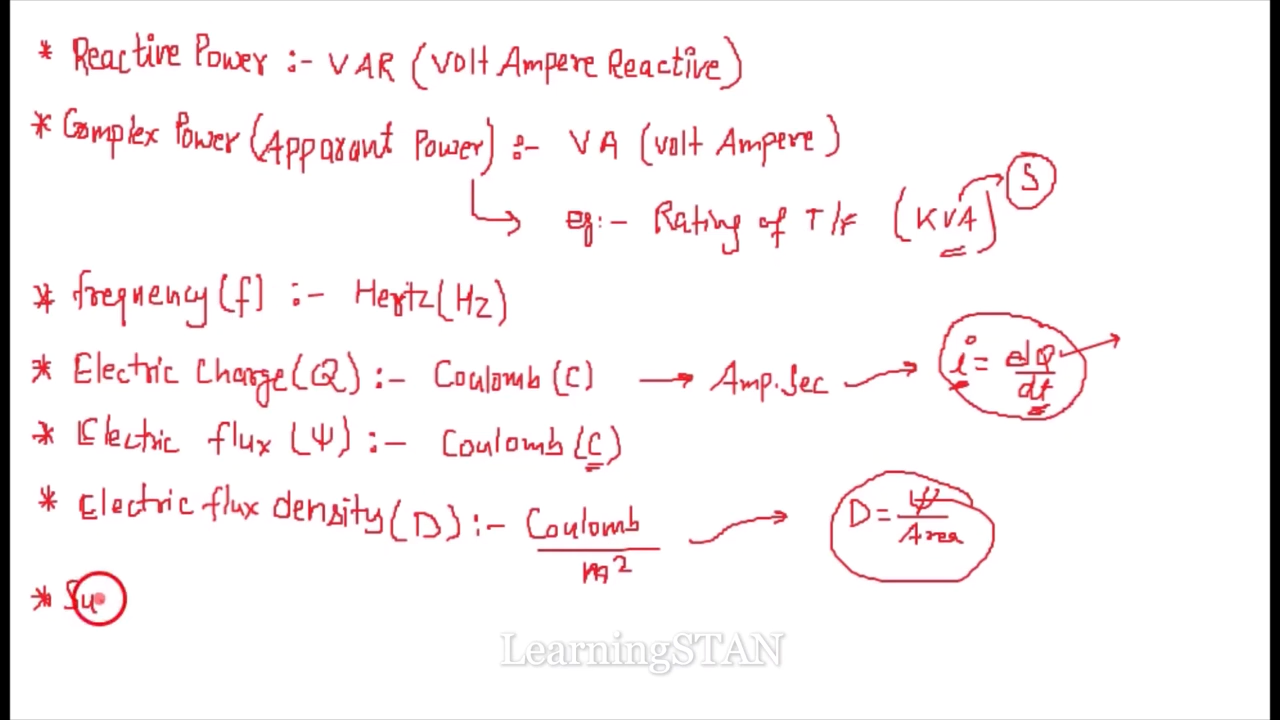 * Reactive Power :- VAR (Volt Ampere Reactive)
* Complex Power (Apparant Power) :- VA (volt Ampere)
eg:- Rating of T/F (KVA) S
* frequency (f) :- Hertz (Hz)
* Electric Charge (Q) :- Coulomb (C) → Amp. Sec → i = dQ/dt
* Electric flux (Ψ) :- Coulomb (C)
* Electric flux density (D) :- Coulomb/m² → D = Ψ/Area
* Su
LearningSTAN